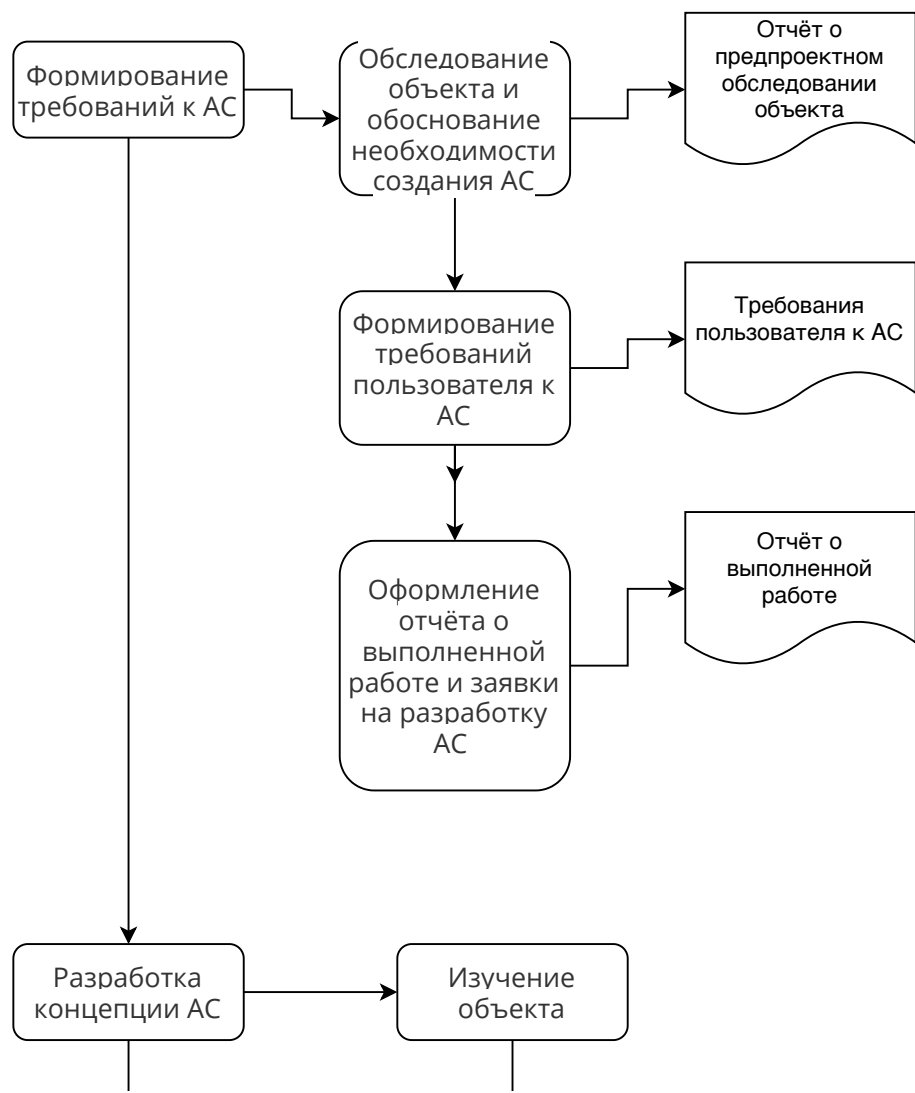 Формирование
требований к АС
Обследование
объекта и
обоснование
необходимости
создания АС
Отчёт о
предпроектном
обследовании
объекта
Формирование
требований
пользователя к
АС
Требования
пользователя к АС
Оформление
отчёта о
выполненной
работе и заявки
на разработку
АС
Отчёт о
выполненной
работе
Разработка
концепции АС
Изучение
объекта